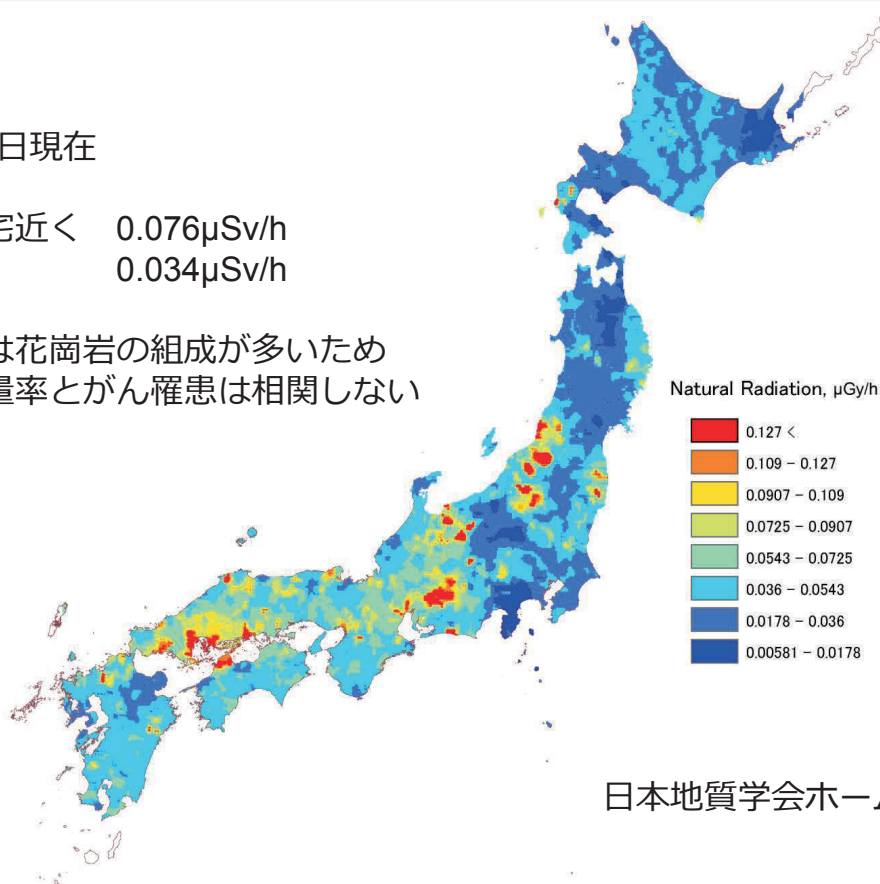 日現在
宅近く 0.076µSv/h
0.034µSv/h
は花崗岩の組成が多いため
量率とがん罹患は相関しない
Natural Radiation, µGy/h
0.127 <
0.109 − 0.127
0.0907 − 0.109
0.0725 − 0.0907
0.0543 − 0.0725
0.036 − 0.0543
0.0178 − 0.036
0.00581 − 0.0178
日本地質学会ホーム